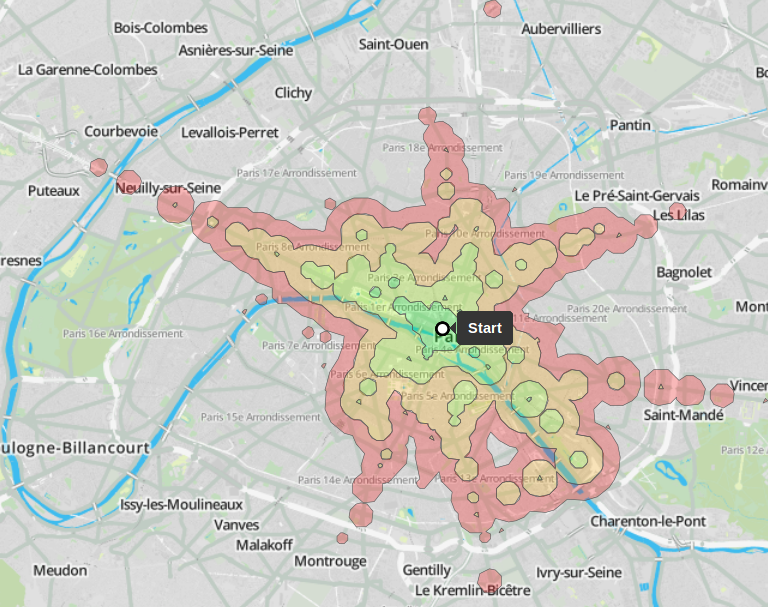 Bois-Colombes
Aubervilliers
Asnières-sur-Seine
Saint-Ouen
La Garenne-Colombes
Clichy
Courbevoie
Levallois-Perret
Pantin
Paris 18e Arrondissement
Paris 17e Arrondissement
Paris 19e Arrondissement
Puteaux
Neuilly-sur-Seine
Le Pré-Saint-Gervais
Romainv
Les Lilas
Paris 8e Arrondissement
Paris 10e Arrondissement
resnes
Bagnolet
Paris 2e Arrondissement
Paris 1er Arrondissement
Paris 20e Arrondissement
Mont
11e Arrondissement
Start
Pa
Paris 16e Arrondissement
Paris 7e Arrondissement
Paris 4e Arrondissement
Paris 6e Arrondissement
Vincen
Paris 5e Arrondissement
Saint-Mandé
Paris 15e Arrondissement
ulogne-Billancourt
Paris 12e A
Paris 14e Arrondissement
Paris 13e Arrondissement
Issy-les-Moulineaux
Vanves
Charenton-le-Pont
Malakoff
Montrouge
Meudon
Gentilly
Ivry-sur-Seine
Le Kremlin-Bicêtre